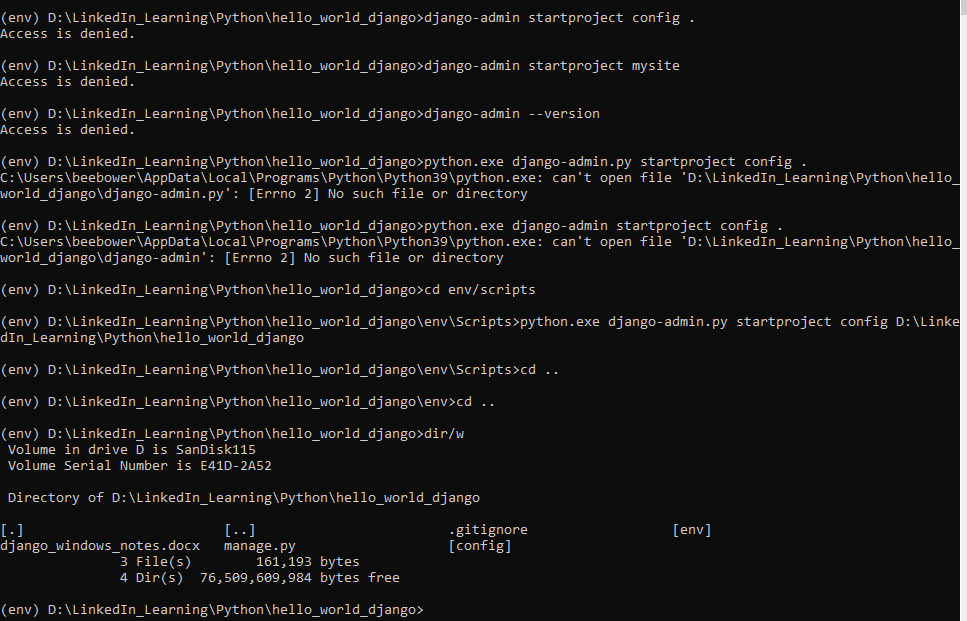 (env) D:\LinkedIn_Learning\Python\hello_world_django>django-admin startproject config .
Access is denied.
(env) D:\LinkedIn_Learning\Python\hello_world_django>django-admin startproject mysite
Access is denied.
(env) D:\LinkedIn_Learning\Python\hello_world_django>django-admin --version
Access is denied.
(env) D:\LinkedIn_Learning\Python\hello_world_django>python.exe django-admin.py startproject config .
C:\Users\beebower\AppData\Local\Programs\Python\Python39\python.exe: can't open file 'D:\LinkedIn_Learning\Python\hello_
world_django\django-admin.py': [Errno 2] No such file or directory
(env) D:\LinkedIn_Learning\Python\hello_world_django>python.exe django-admin startproject config .
C:\Users\beebower\AppData\Local\Programs\Python\Python39\python.exe: can't open file 'D:\LinkedIn_Learning\Python\hello_
world_django\django-admin': [Errno 2] No such file or directory
(env) D:\LinkedIn_Learning\Python\hello_world_django>cd env/scripts
(env) D:\LinkedIn_Learning\Python\hello_world_django\env\Scripts>python.exe django-admin.py startproject config D:\Linke
dIn_Learning\Python\hello_world_django
(env) D:\LinkedIn_Learning\Python\hello_world_django\env\Scripts>cd ..
(env) D:\LinkedIn_Learning\Python\hello_world_django\env>cd ..
(env) D:\LinkedIn_Learning\Python\hello_world_django>dir/w
Volume in drive D is SanDisk115
Volume Serial Number is E41D-2A52
Directory of D:\LinkedIn_Learning\Python\hello_world_django
[.] [..] .gitignore [env]
django_windows_notes.docx manage.py [config]
3 File(s) 161,193 bytes
4 Dir(s) 76,509,609,984 bytes free
(env) D:\LinkedIn_Learning\Python\hello_world_django>